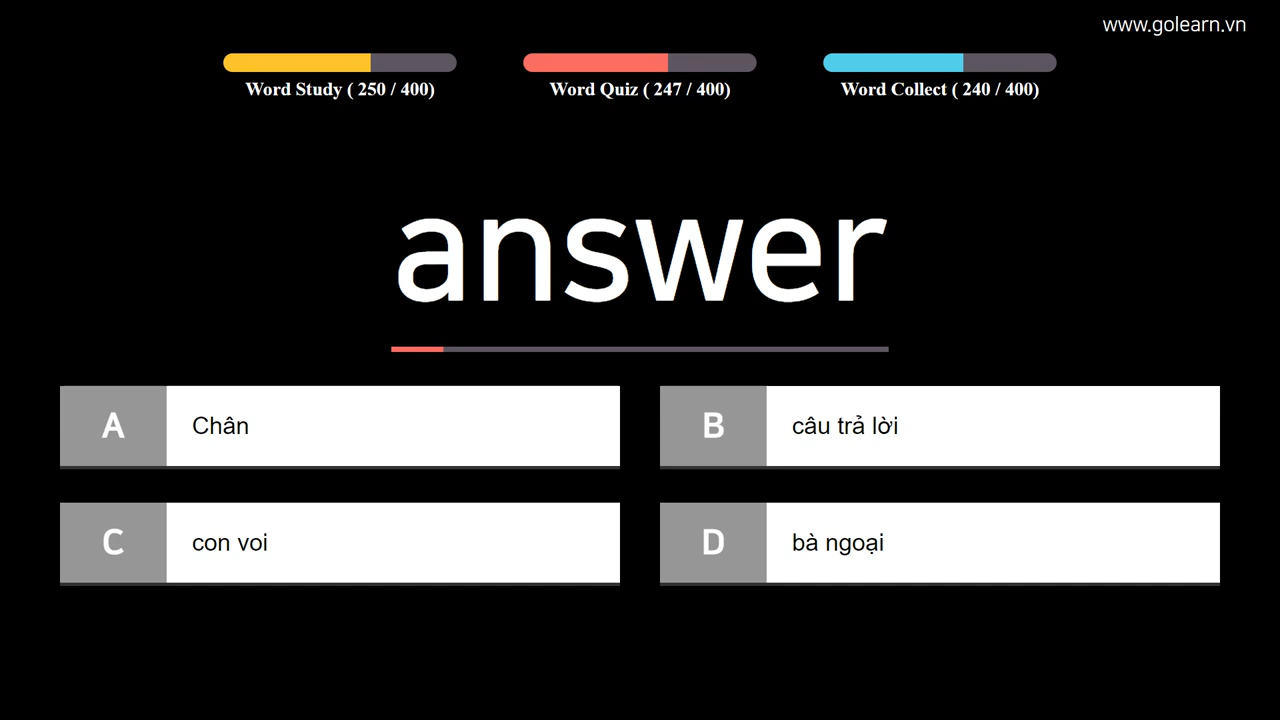 www.golearn.vn
Word Study ( 250 / 400)
Word Quiz ( 247 / 400)
Word Collect ( 240 / 400)
answer
A Chân
B câu trả lời
C con voi
D bà ngoại